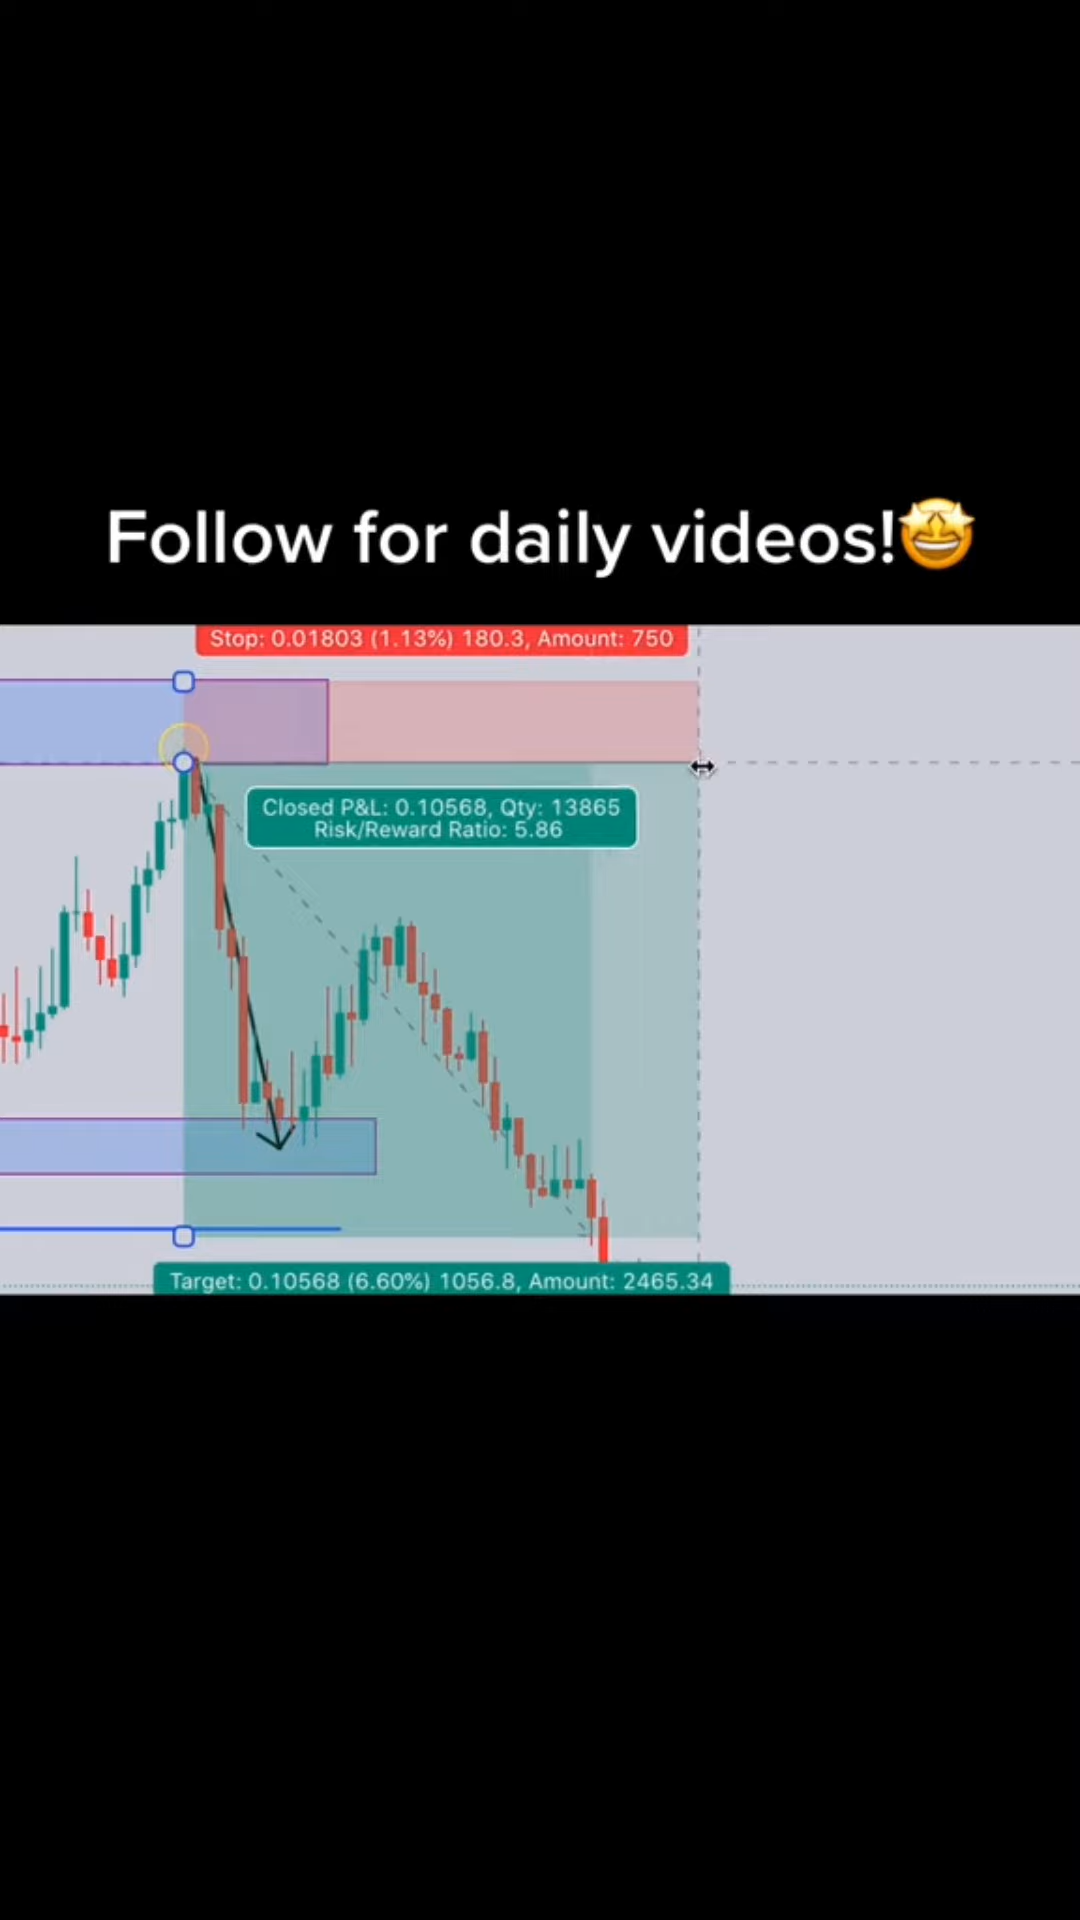 Follow for daily videos!🤩
Stop: 0.01803 (1.13%) 180.3, Amount: 750
Closed P&L: 0.10568, Qty: 13865
Risk/Reward Ratio: 5.86
Target: 0.10568 (6.60%) 1056.8, Amount: 2465.34